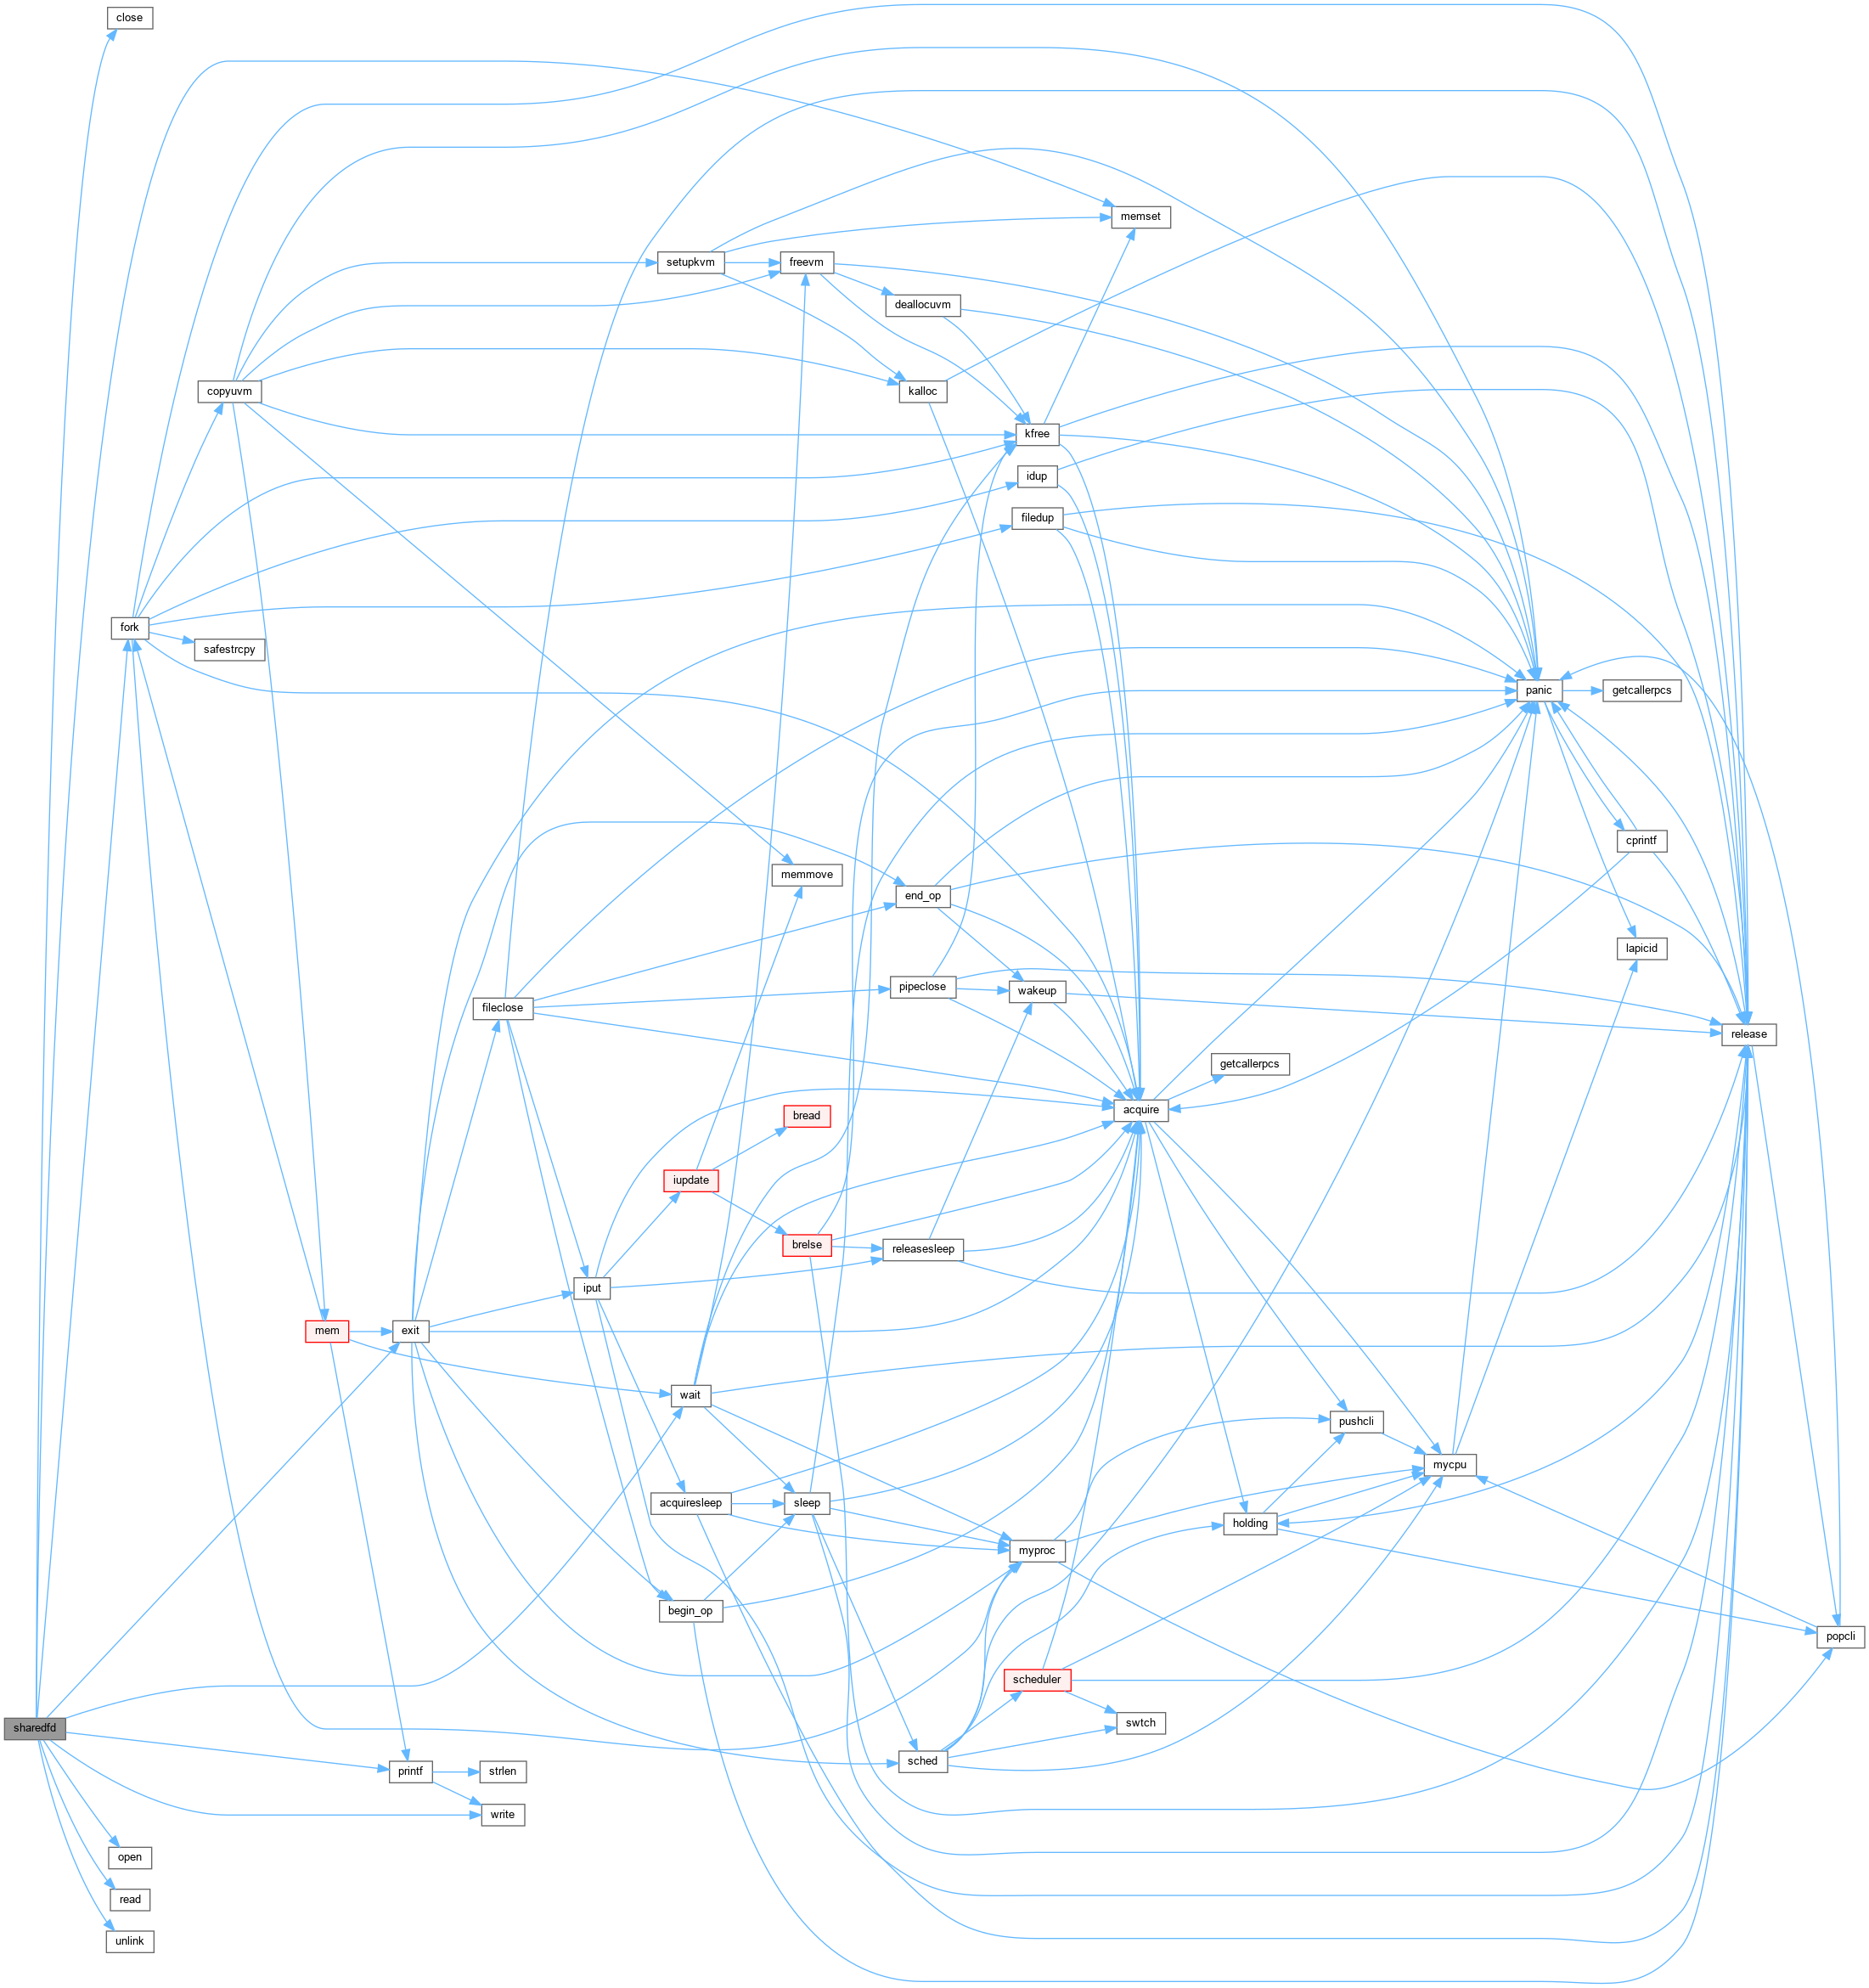 close
memset
setupkvm
freevm
deallocuvm
copyuvm
kalloc
kfree
idup
filedup
fork
safestrcpy
panic
getcallerpcs
cprintf
memmove
end_op
lapicid
pipeclose
wakeup
fileclose
release
getcallerpcs
acquire
bread
iupdate
brelse
releasesleep
iput
mem
exit
wait
pushcli
mycpu
acquiresleep
sleep
holding
myproc
begin_op
popcli
scheduler
swtch
sharedfd
sched
printf
strlen
write
open
read
unlink